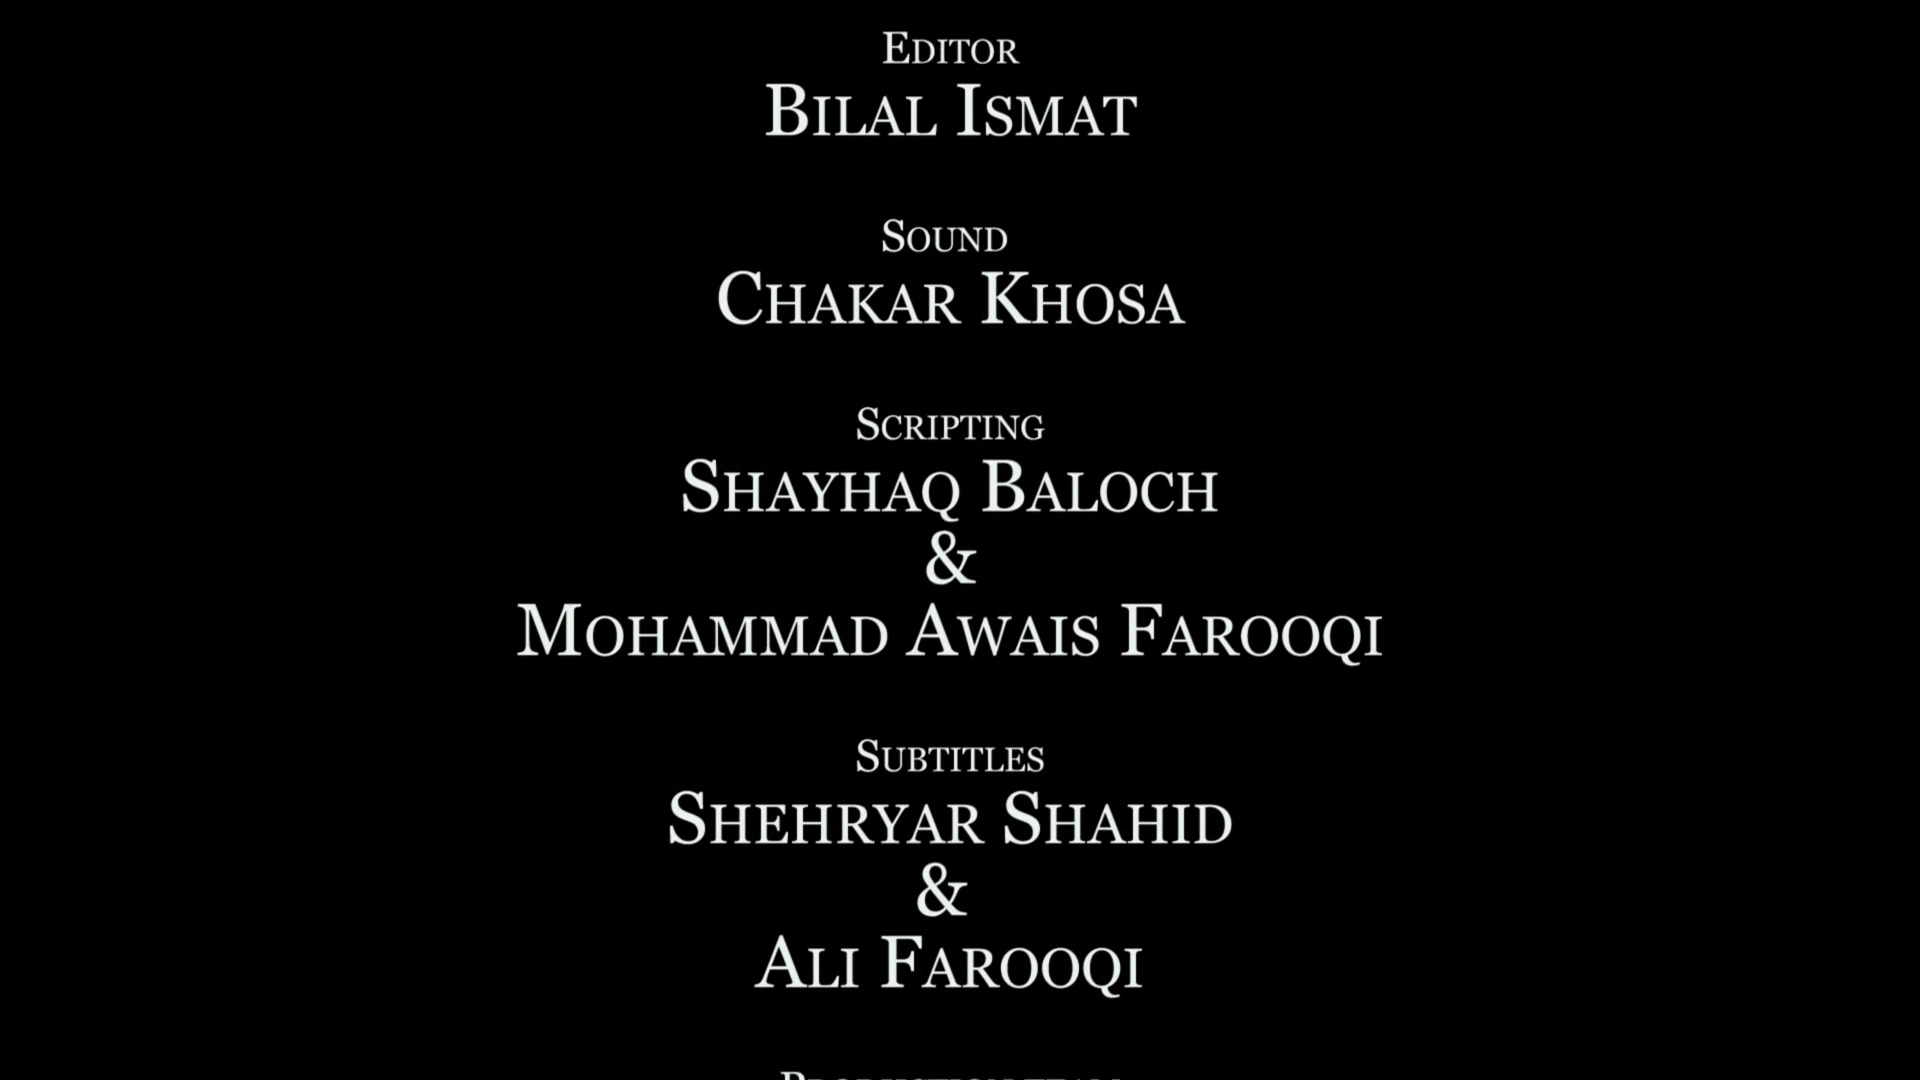 Editor
Bilal Ismat
Sound
Chakar Khosa
Scripting
Shayhaq Baloch
&
Mohammad Awais Farooqi
Subtitles
Shehryar Shahid
&
Ali Farooqi